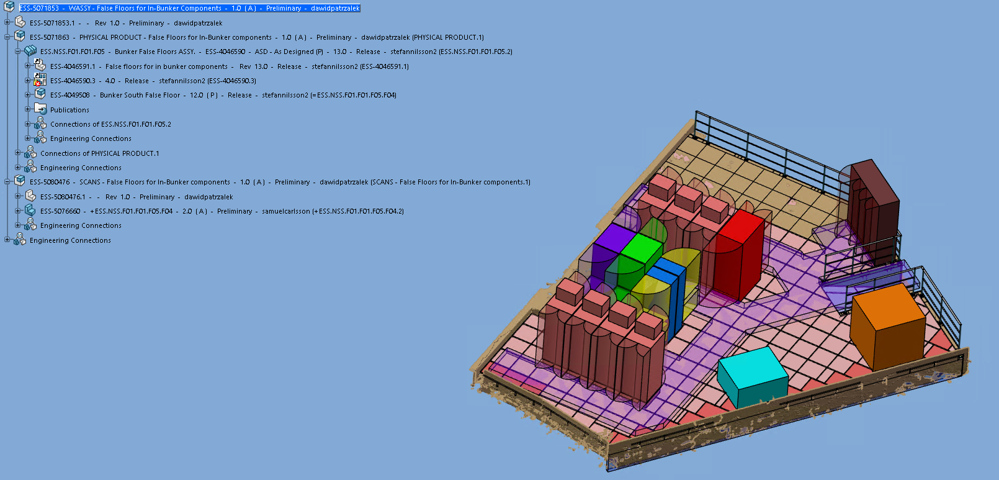 ESS-5071853 - WASSY - False Floors for In-Bunker Components - 1.0 (A) - Preliminary - dawidpatrzalek
ESS-5071853.1 - - Rev 1.0 - Preliminary - dawidpatrzalek
ESS-5071863 - PHYSICAL PRODUCT - False Floors for In-Bunker components - 1.0 (A) - Preliminary - dawidpatrzalek (PHYSICAL PRODUCT.1)
ESS.NSS.F01.F01.F05 - Bunker False Floors ASSY. - ESS-4046590 - ASD - As Designed (P) - 13.0 - Release - stefannilsson2 (ESS.NSS.F01.F01.F05.2)
ESS-4046591.1 - False floors for in bunker components - Rev 13.0 - Release - stefannilsson2 (ESS-4046591.1)
ESS-4046590.3 - 4.0 - Release - stefannilsson2 (ESS-4046590.3)
ESS-4049508 - Bunker South False Floor - 12.0 (P) - Release - stefannilsson2 (=ESS.NSS.F01.F01.F05.F04)
Publications
Connections of ESS.NSS.F01.F01.F05.2
Engineering Connections
Connections of PHYSICAL PRODUCT.1
Engineering Connections
ESS-5080476 - SCANS - False Floors for In-Bunker components - 1.0 (A) - Preliminary - dawidpatrzalek (SCANS - False Floors for In-Bunker components.1)
ESS-5080476.1 - - Rev 1.0 - Preliminary - dawidpatrzalek
ESS-5076660 - +ESS.NSS.F01.F01.F05.F04 - 2.0 (A) - Preliminary - samuelcarlsson (+ESS.NSS.F01.F01.F05.F04.2)
Engineering Connections
Engineering Connections